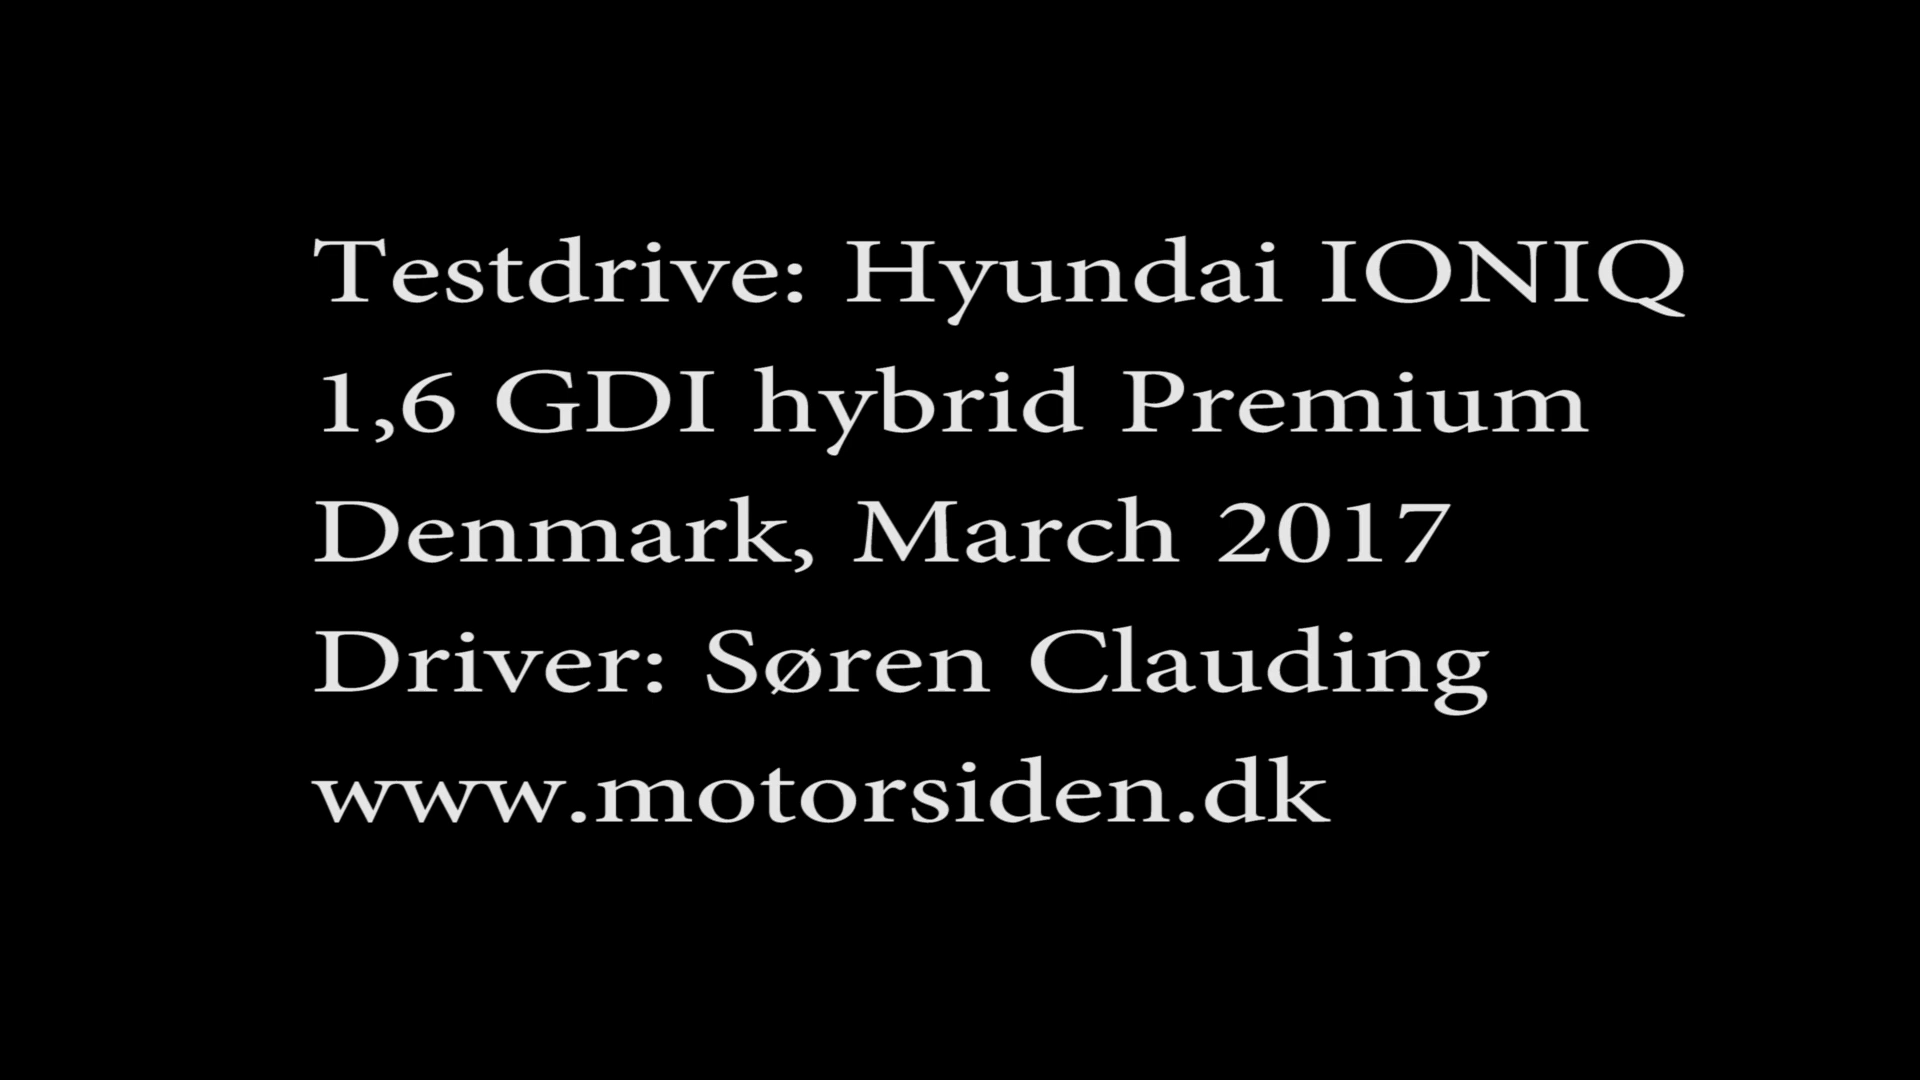 Testdrive: Hyundai IONIQ
1,6 GDI hybrid Premium
Denmark, March 2017
Driver: Søren Clauding
www.motorsiden.dk